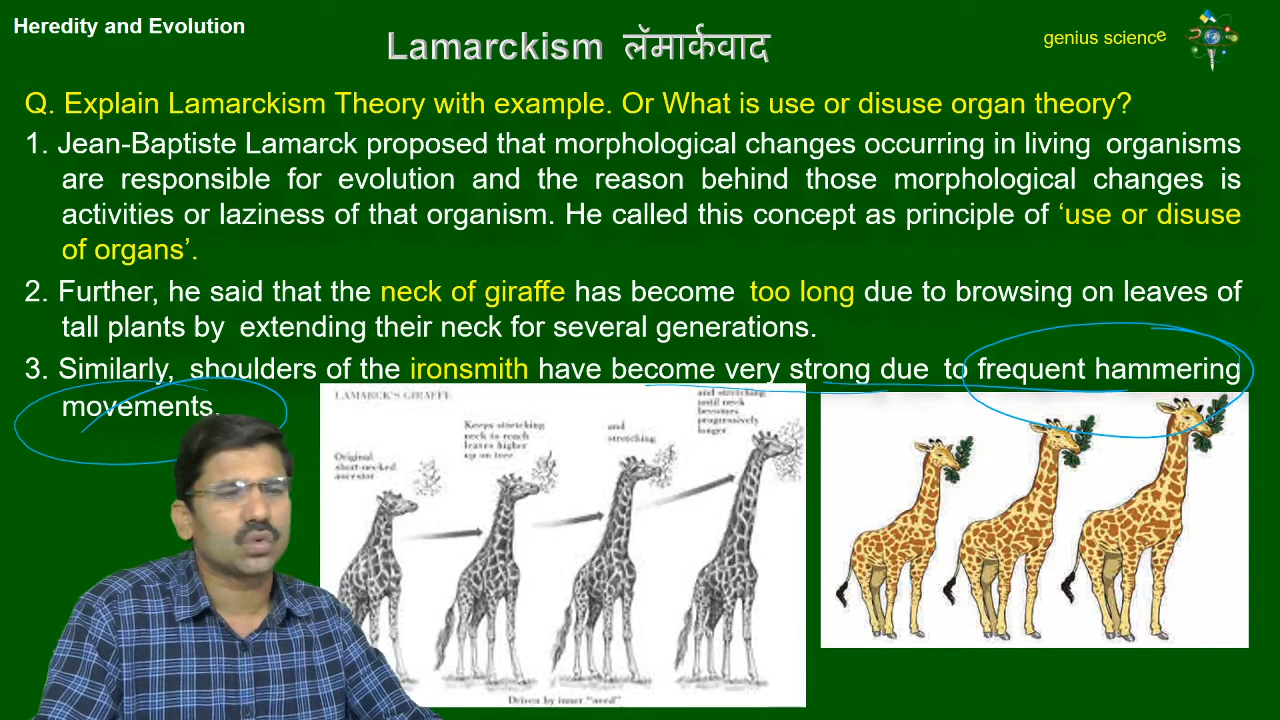 Heredity and Evolution
Lamarckism लॅमार्कवाद
genius science
Q. Explain Lamarckism Theory with example. Or What is use or disuse organ theory?
1. Jean-Baptiste Lamarck proposed that morphological changes occurring in living organisms
are responsible for evolution and the reason behind those morphological changes is
activities or laziness of that organism. He called this concept as principle of ‘use or disuse
of organs’.
2. Further, he said that the neck of giraffe has become too long due to browsing on leaves of
tall plants by extending their neck for several generations.
3. Similarly, shoulders of the ironsmith have become very strong due to frequent hammering
movements.
LAMARCK'S GIRAFFE
Original
short-necked
ancestor
Keeps stretching
neck to reach
leaves higher
up on tree
and
stretching
and stretching
until neck
becomes
progressively
longer
Driven by inner "need"